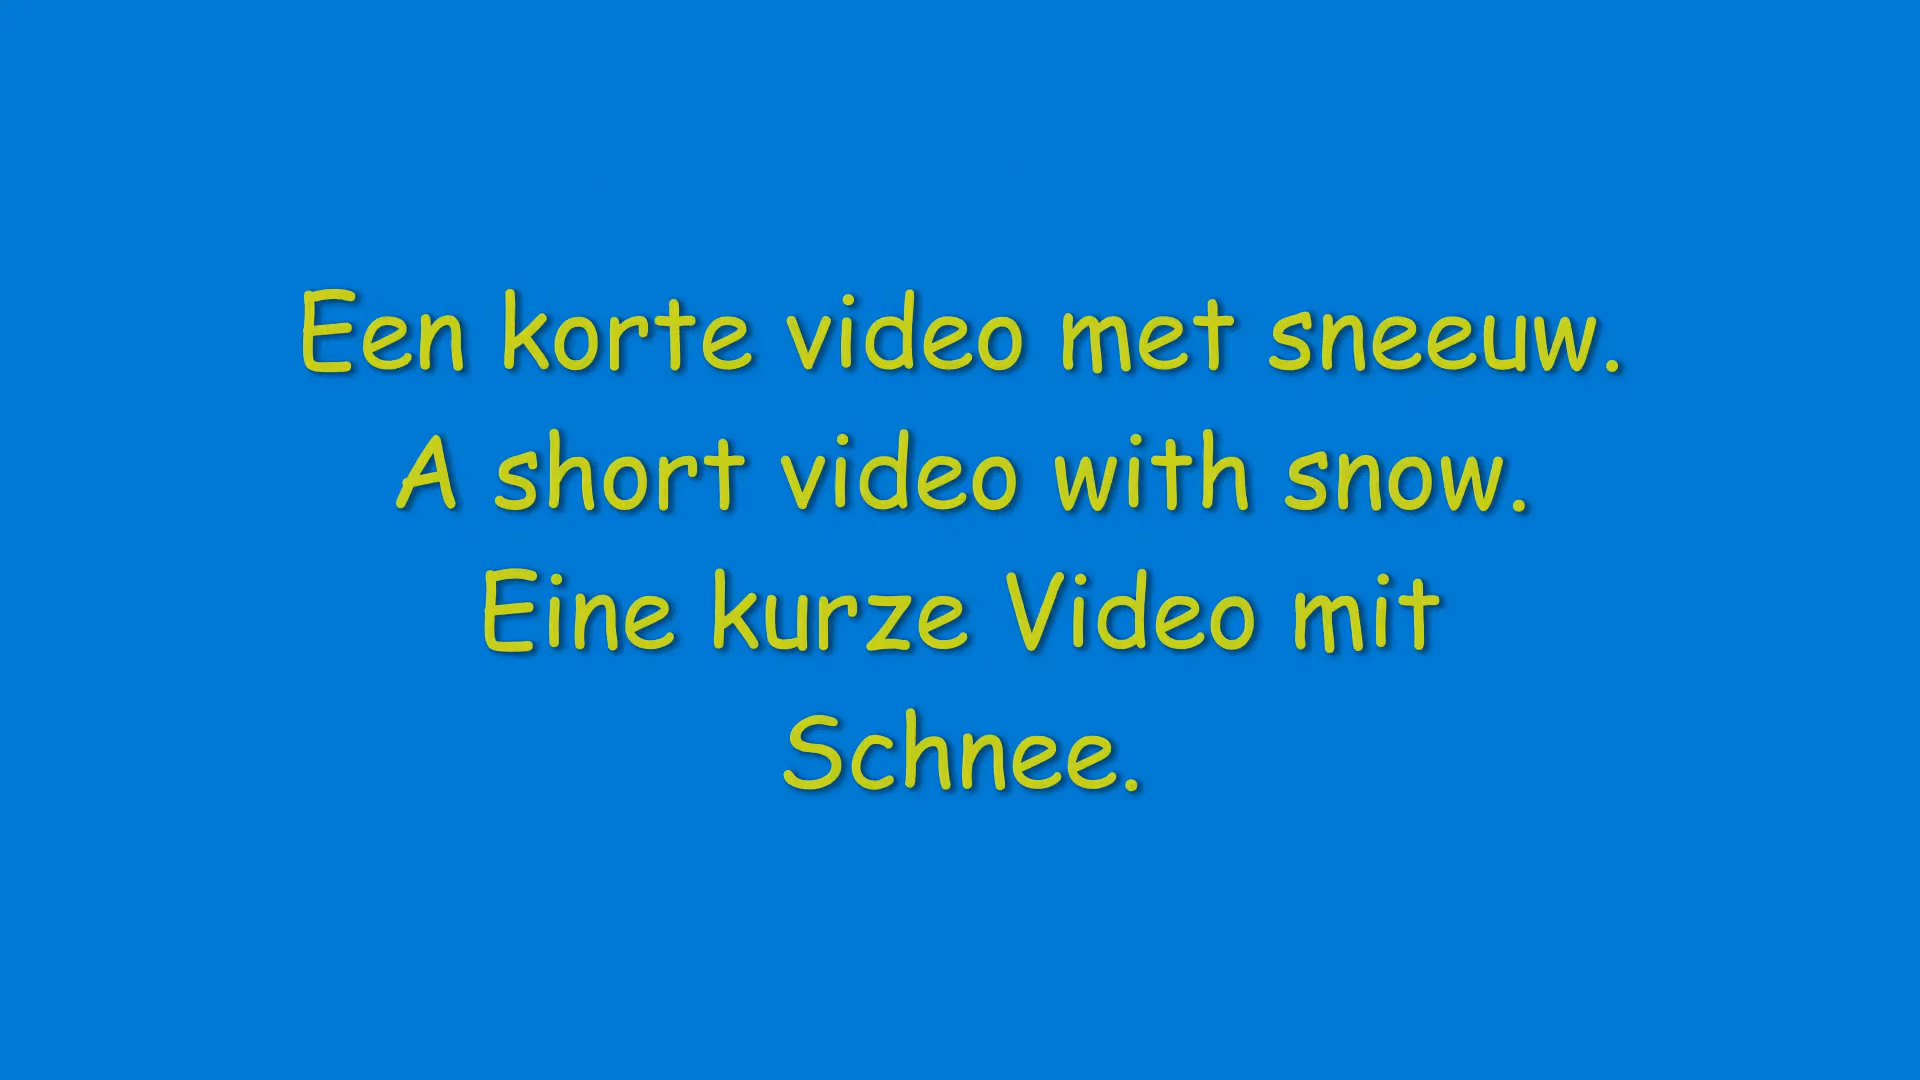 Een korte video met sneeuw.
A short video with snow.
Eine kurze Video mit
Schnee.